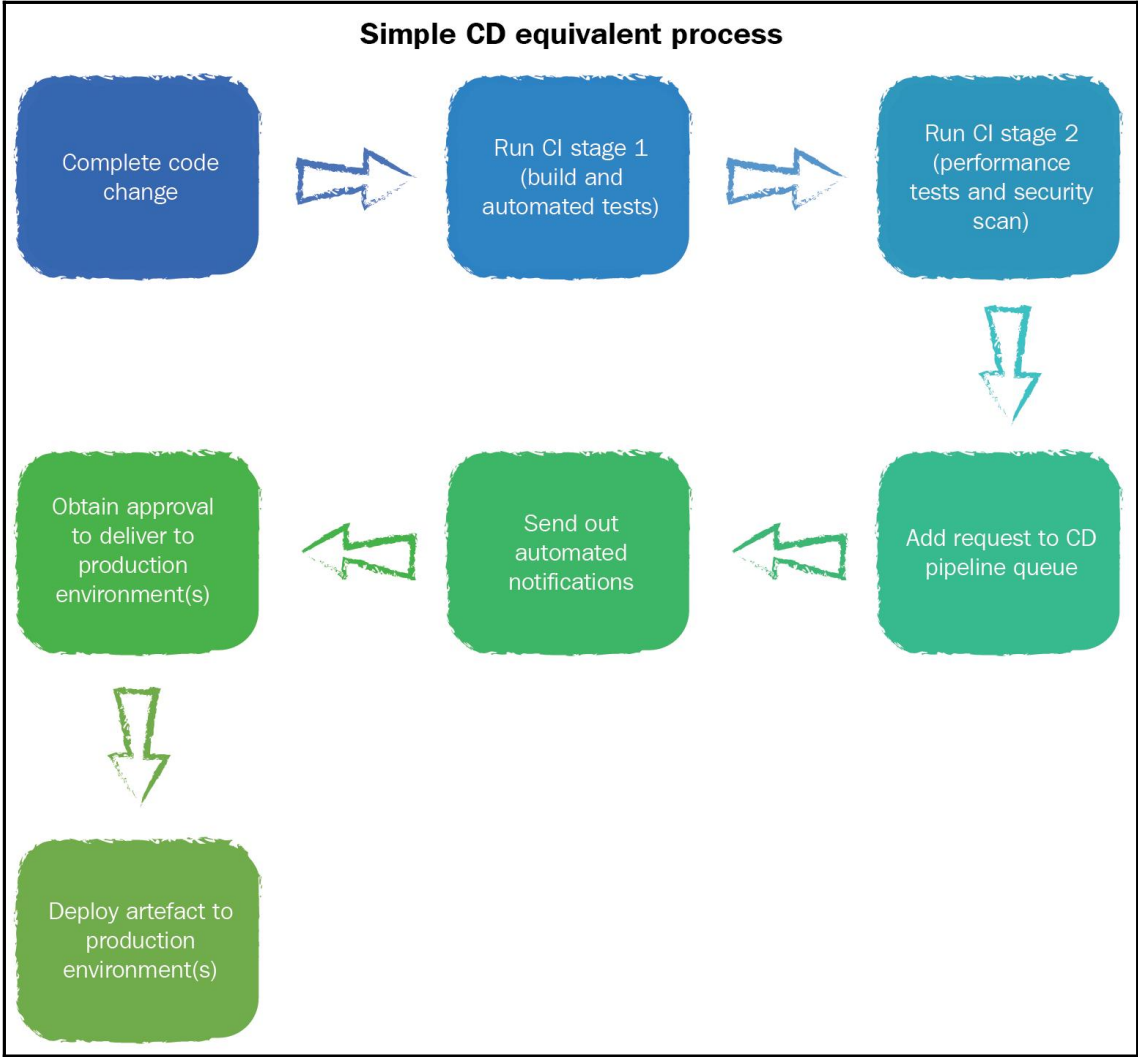 Simple CD equivalent process
Complete code
change
Run CI stage 1
(build and
automated tests)
Run CI stage 2
(performance
tests and security
scan)
Add request to CD
pipeline queue
Send out
automated
notifications
Obtain approval
to deliver to
production
environment(s)
Deploy artefact to
production
environment(s)